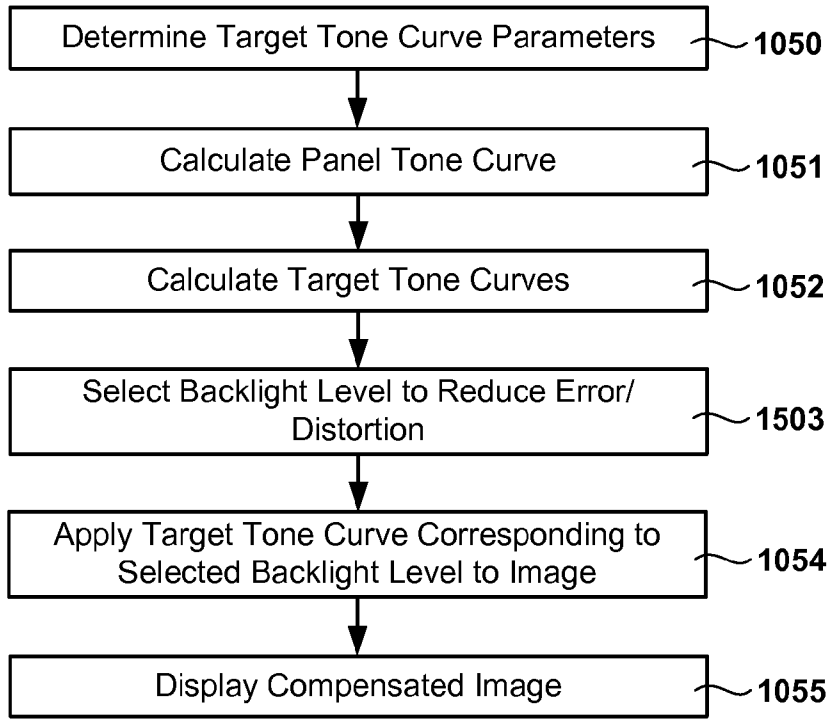 Determine Target Tone Curve Parameters
1050
Calculate Panel Tone Curve
1051
Calculate Target Tone Curves
1052
Select Backlight Level to Reduce Error/
Distortion
1503
Apply Target Tone Curve Corresponding to
Selected Backlight Level to Image
1054
Display Compensated Image
1055